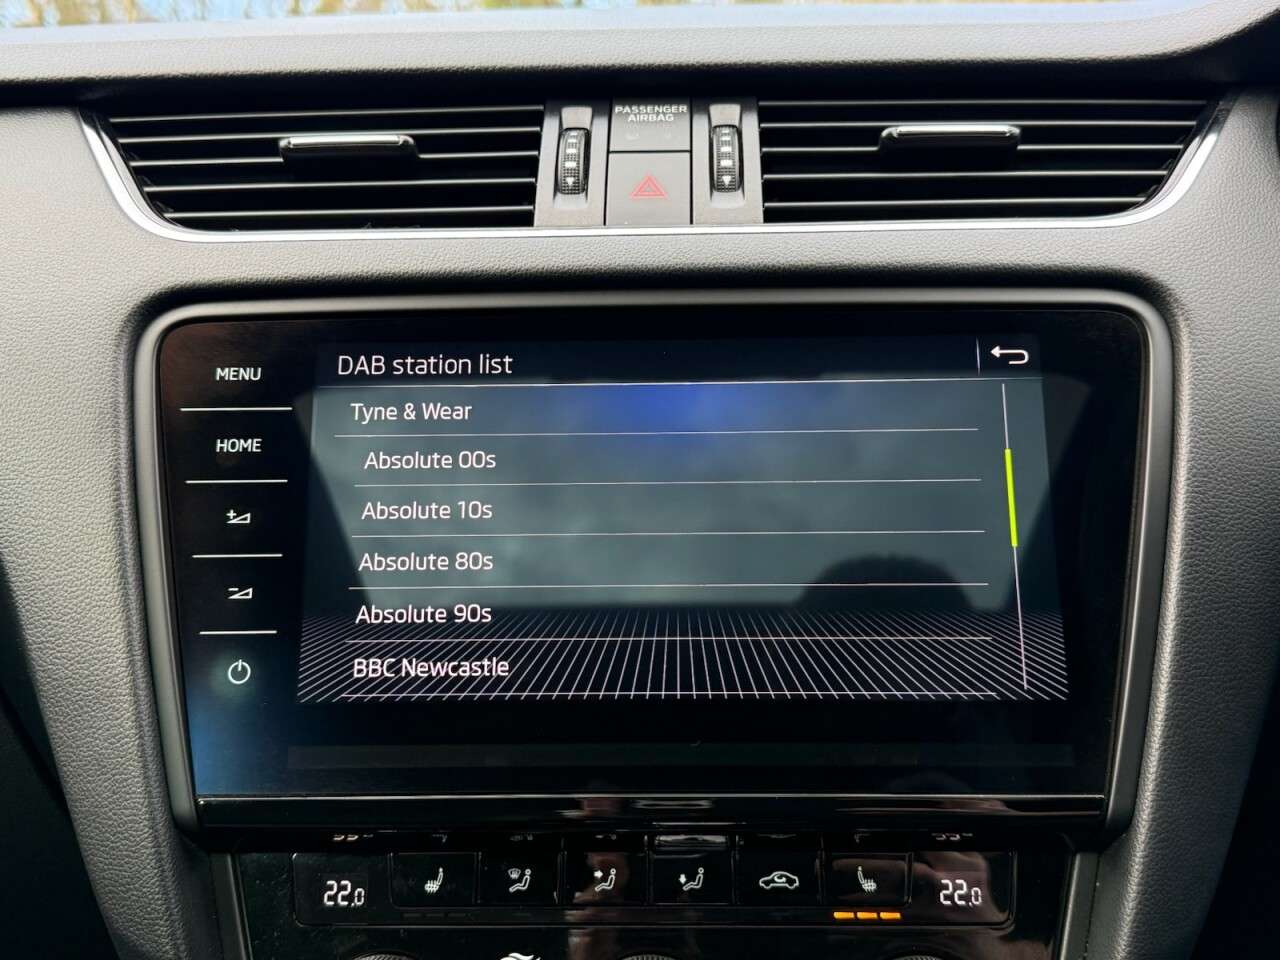 PASSENGER
AIRBAG
MENU
HOME
DAB station list
Tyne & Wear
Absolute 00s
Absolute 10s
Absolute 80s
Absolute 90s
BBC Newcastle
22.0
22.0